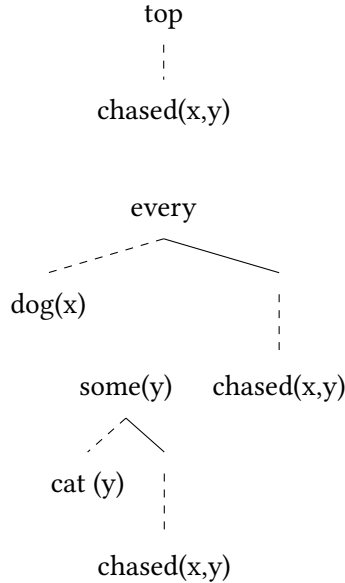 top
chased(x,y)
every
dog(x)
some(y) chased(x,y)
cat (y)
chased(x,y)